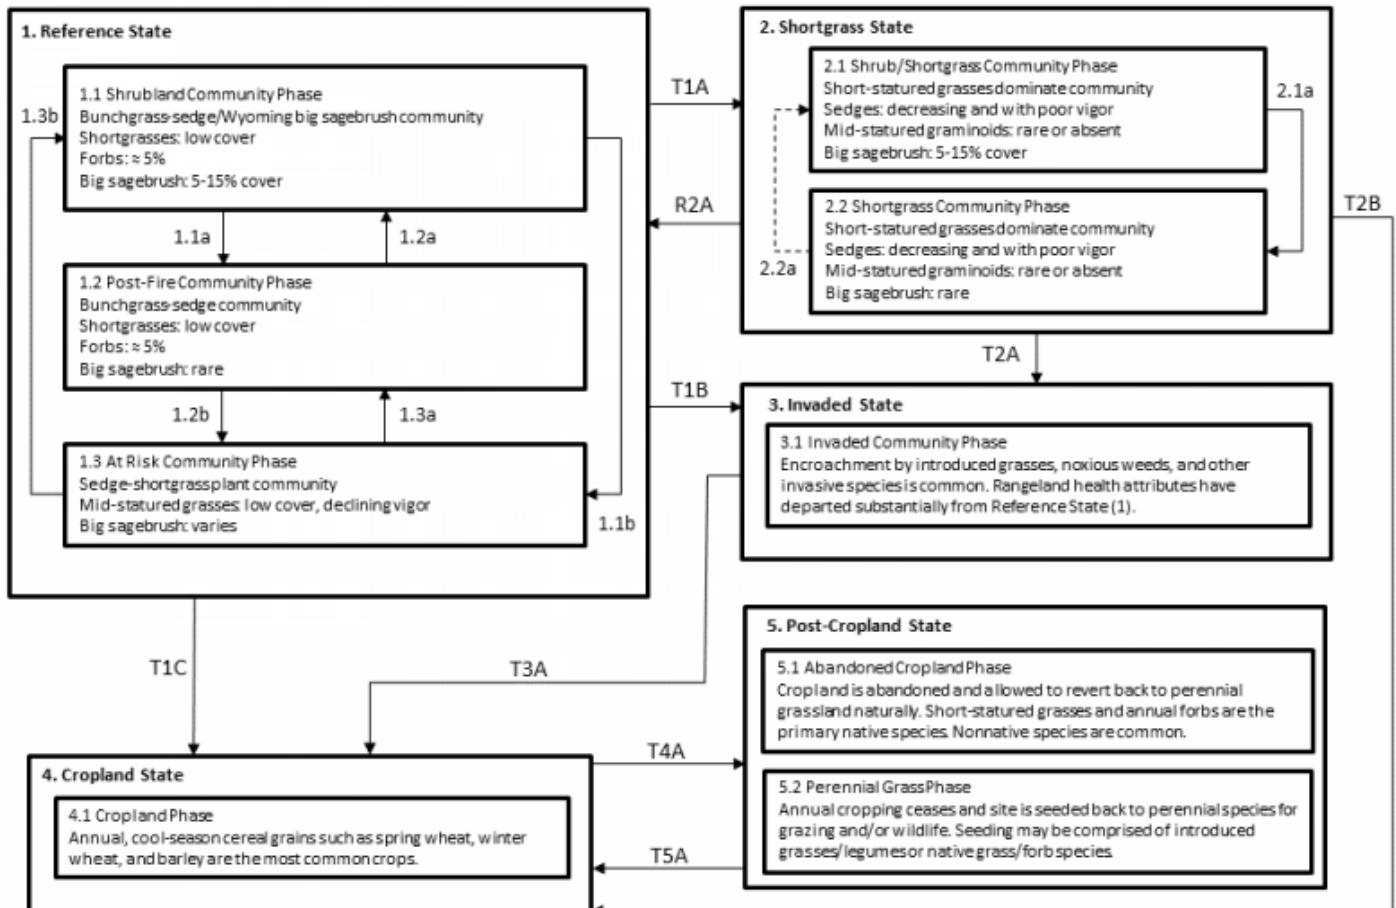 1. Reference State
1.1 Shrubland Community Phase
Bunchgrass-sedge/Wyoming big sagebrush community
Shortgrasses: low cover
Forbs: ≈ 5%
Big sagebrush: 5-15% cover
1.3b
1.1a
1.2a
1.2 Post-Fire Community Phase
Bunchgrass-sedge community
Shortgrasses: low cover
Forbs: ≈ 5%
Big sagebrush: rare
1.2b
1.3a
1.3 At Risk Community Phase
Sedge-shortgrass plant community
Mid-statured grasses: low cover, declining vigor
Big sagebrush: varies
1.1b
T1A
R2A
T1B
2. Shortgrass State
2.1 Shrub/Shortgrass Community Phase
Short-statured grasses dominate community
Sedges: decreasing and with poor vigor
Mid-statured graminoids: rare or absent
Big sagebrush: 5-15% cover
2.1a
2.2 Shortgrass Community Phase
Short-statured grasses dominate community
Sedges: decreasing and with poor vigor
Mid-statured graminoids: rare or absent
Big sagebrush: rare
2.2a
T2B
T2A
3. Invaded State
3.1 Invaded Community Phase
Encroachment by introduced grasses, noxious weeds, and other
invasive species is common. Rangeland health attributes have
departed substantially from Reference State (1).
T1C
T3A
4. Cropland State
4.1 Cropland Phase
Annual, cool-season cereal grains such as spring wheat, winter
wheat, and barley are the most common crops.
T4A
T5A
5. Post-Cropland State
5.1 Abandoned Cropland Phase
Cropland is abandoned and allowed to revert back to perennial
grassland naturally. Short-statured grasses and annual forbs are the
primary native species. Nonnative species are common.
5.2 Perennial Grass Phase
Annual cropping ceases and site is seeded back to perennial species for
grazing and/or wildlife. Seeding may be comprised of introduced
grasses/legumes or native grass/forb species.